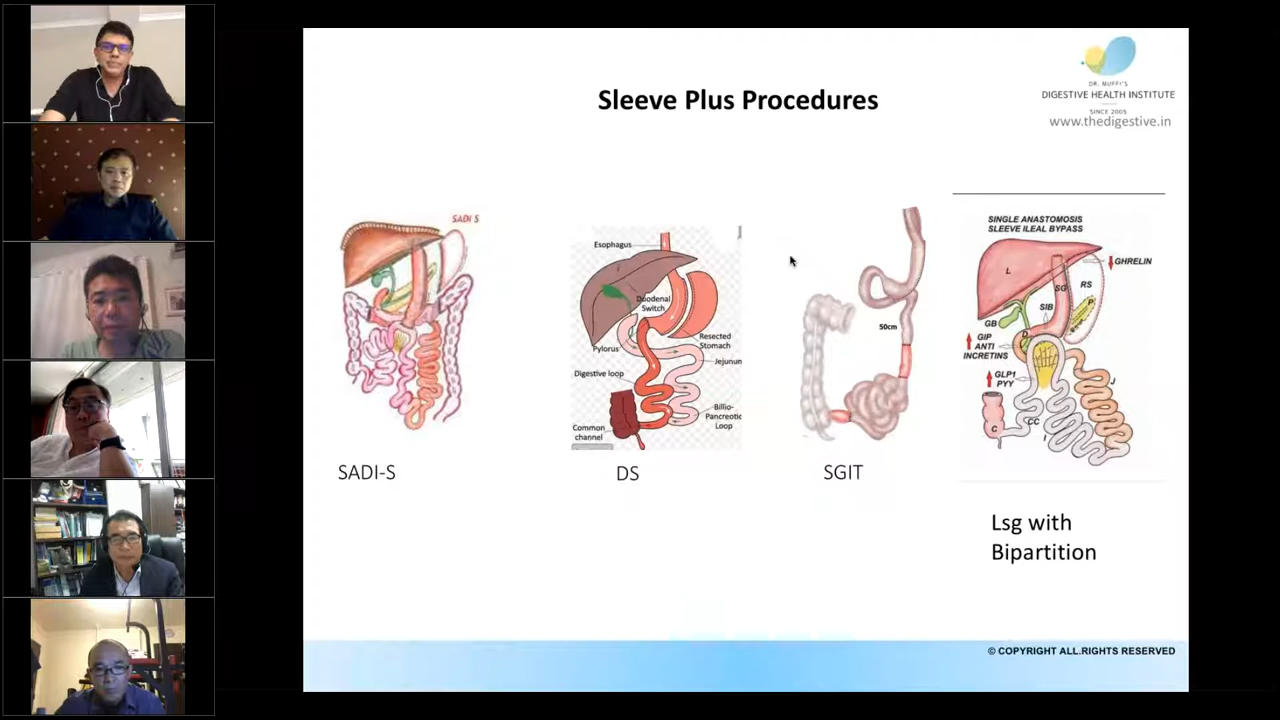 Sleeve Plus Procedures
DR. MUFFI'S
DIGESTIVE HEALTH INSTITUTE
SINCE 2005
www.thedigestive.in
SADI S
Esophagus
Duodenal
Switch
Pylorus
Resected
Stomach
Jejunum
Digestive loop
Billio-
Pancreotic
Loop
Common
channel
50cm
SINGLE ANASTOMOSIS
SLEEVE ILEAL BYPASS
GHRELIN
L
SG
RS
P
SIB
GB
D
GIP
ANTI
INCRETINS
GLP1
PYY
J
C
CC
I
SADI-S
DS
SGIT
Lsg with
Bipartition
© COPYRIGHT ALL.RIGHTS RESERVED